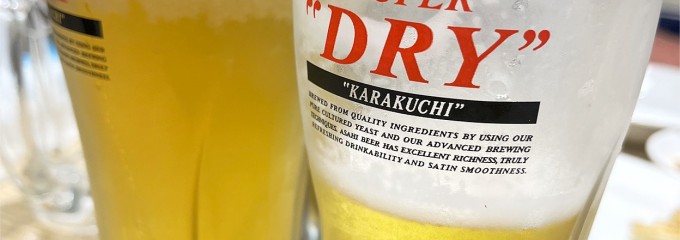 "DRY"
"KARAKUCHI"
BREWED FROM QUALITY INGREDIENTS BY USING OUR
PURE CULTURED YEAST AND OUR ADVANCED BREWING
TECHNIQUES. ASAHI BEER HAS EXCELLENT RICHNESS, TRULY
REFRESHING DRINKABILITY AND SATIN SMOOTHNESS.